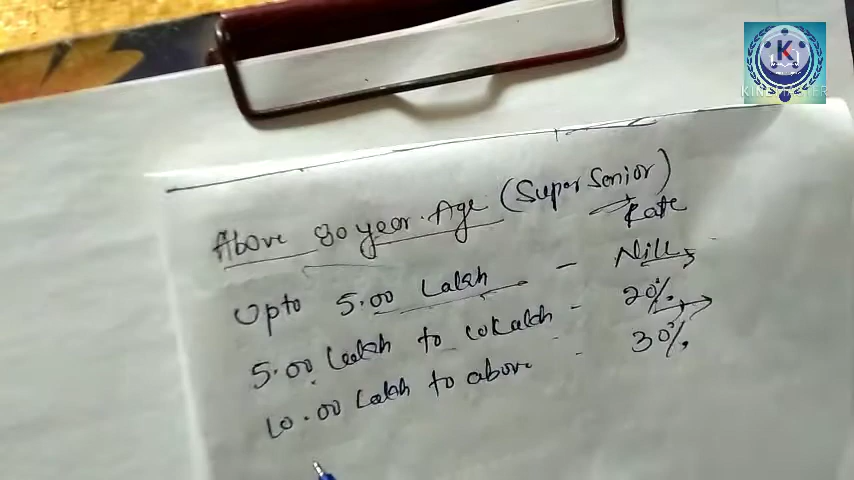 K
KINEMASTER
Above 80 year. Age (Super Senior)
Rate
Upto 5.00 Lakh - Nill
5.00 Lakh to 10 Lakh - 20%.
10.00 Lakh to above - 30%.